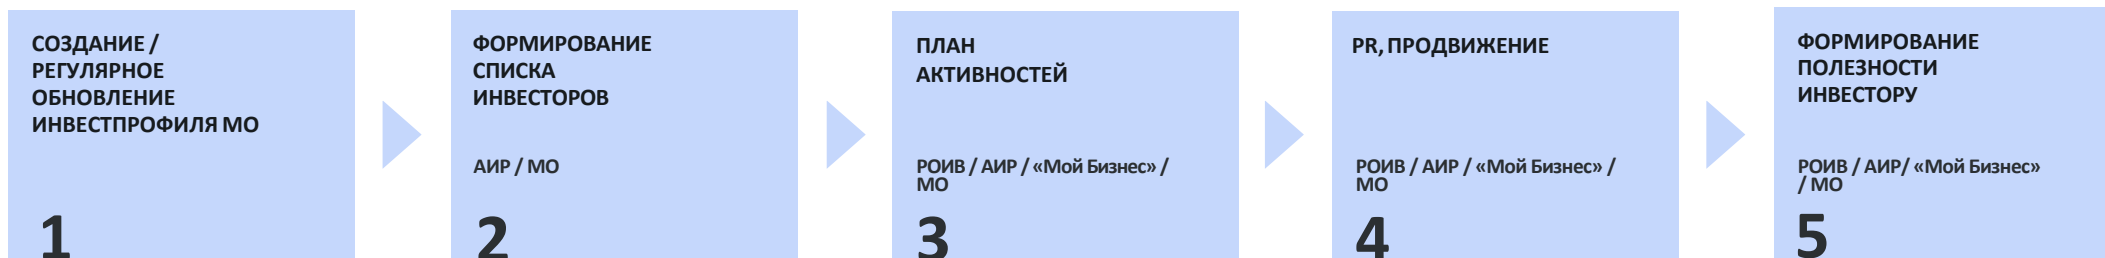 СОЗДАНИЕ /
РЕГУЛЯРНОЕ
ОБНОВЛЕНИЕ
ИНВЕСТПРОФИЛЯ МО
1
ФОРМИРОВАНИЕ
СПИСКА
ИНВЕСТОРОВ
АИР / МО
2
ПЛАН
АКТИВНОСТЕЙ
РОИВ / АИР / «Мой Бизнес» /
МО
3
PR, ПРОДВИЖЕНИЕ
РОИВ / АИР / «Мой Бизнес» /
МО
4
ФОРМИРОВАНИЕ
ПОЛЕЗНОСТИ
ИНВЕСТОРУ
РОИВ / АИР/ «Мой Бизнес»
/ МО
5